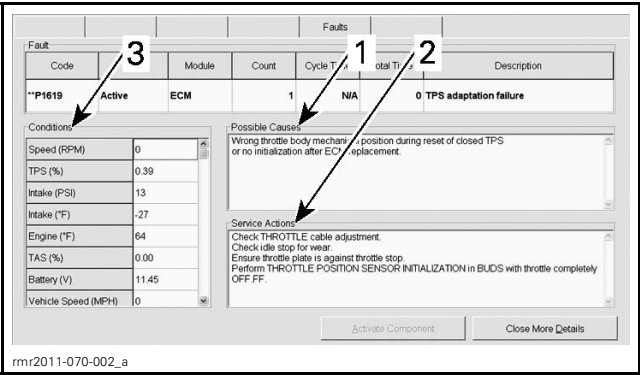 Faults
Fault
3
1
2
Code Module Count Cycle Description
**P1619 Active ECM 1 N/A 0 TPS adaptation failure
Conditions
Speed (RPM) 0
TPS (%) 0.39
Intake (PSI) 13
Intake (°F) -27
Engine (°F) 64
TAS (%) 0.00
Battery (V) 11.45
Vehicle Speed (MPH) 0
Possible Causes
Wrong throttle body mechanism position during reset of closed TPS
or no initialization after ECM replacement.
Service Actions
Check THROTTLE cable adjustment.
Check idle stop for wear.
Ensure throttle plate is against throttle stop.
Perform THROTTLE POSITION SENSOR INITIALIZATION in BUDS with throttle completely
OFF.FF.
Activate Component Close More Details
rmr2011-070-002_a